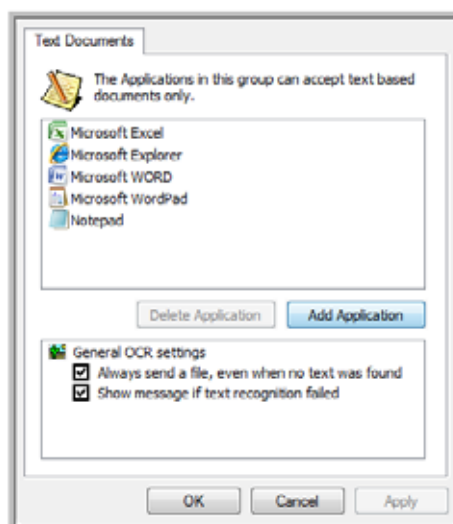 Text Documents
The Applications in this group can accept text based
documents only.
Microsoft Excel
Microsoft Explorer
Microsoft WORD
Microsoft WordPad
Notepad
Delete Application Add Application
General OCR settings
Always send a file, even when no text was found
Show message if text recognition failed
OK Cancel Apply